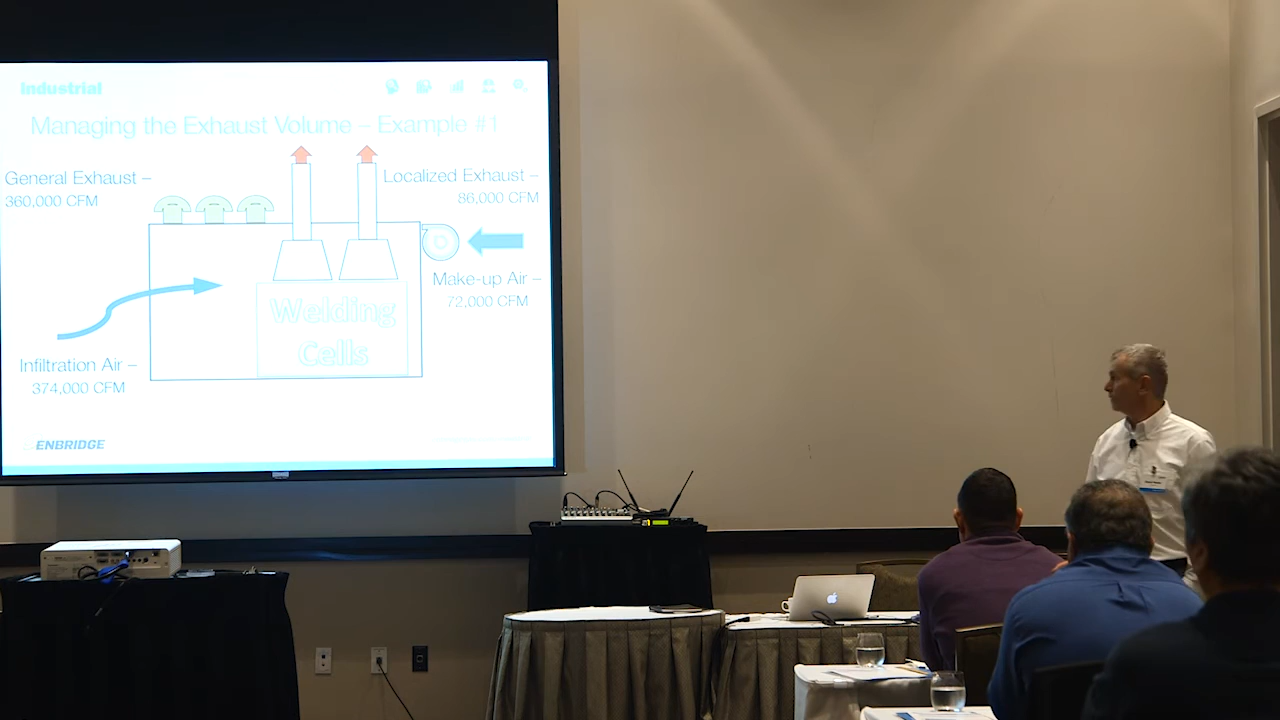 Industrial
Managing the Exhaust Volume – Example #1
General Exhaust –
360,000 CFM
Localized Exhaust –
86,000 CFM
Make-up Air –
72,000 CFM
Welding
Cells
Infiltration Air –
374,000 CFM
ENBRIDGE